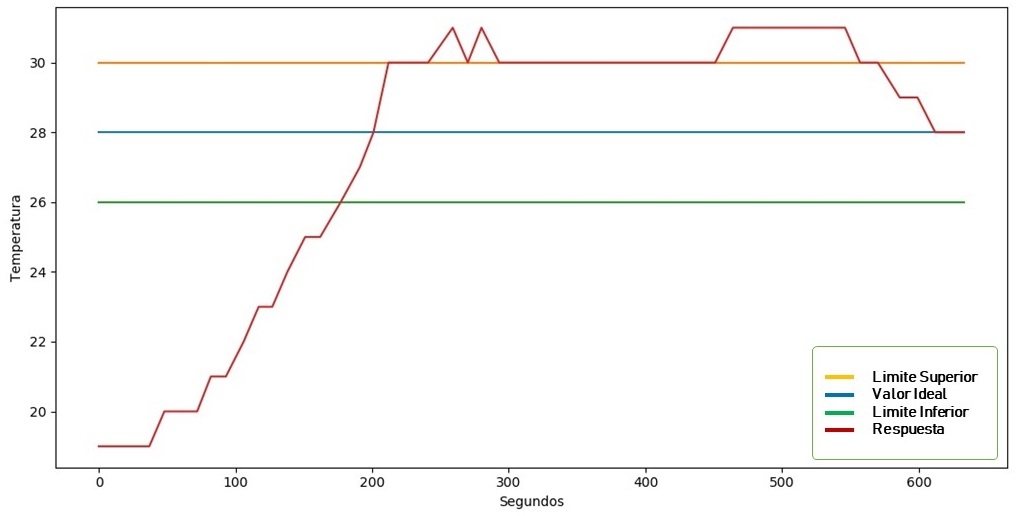 Temperatura
30
28
26
24
22
20
0 100 200 300 400 500 600
Segundos
Limite Superior
Valor Ideal
Limite Inferior
Respuesta